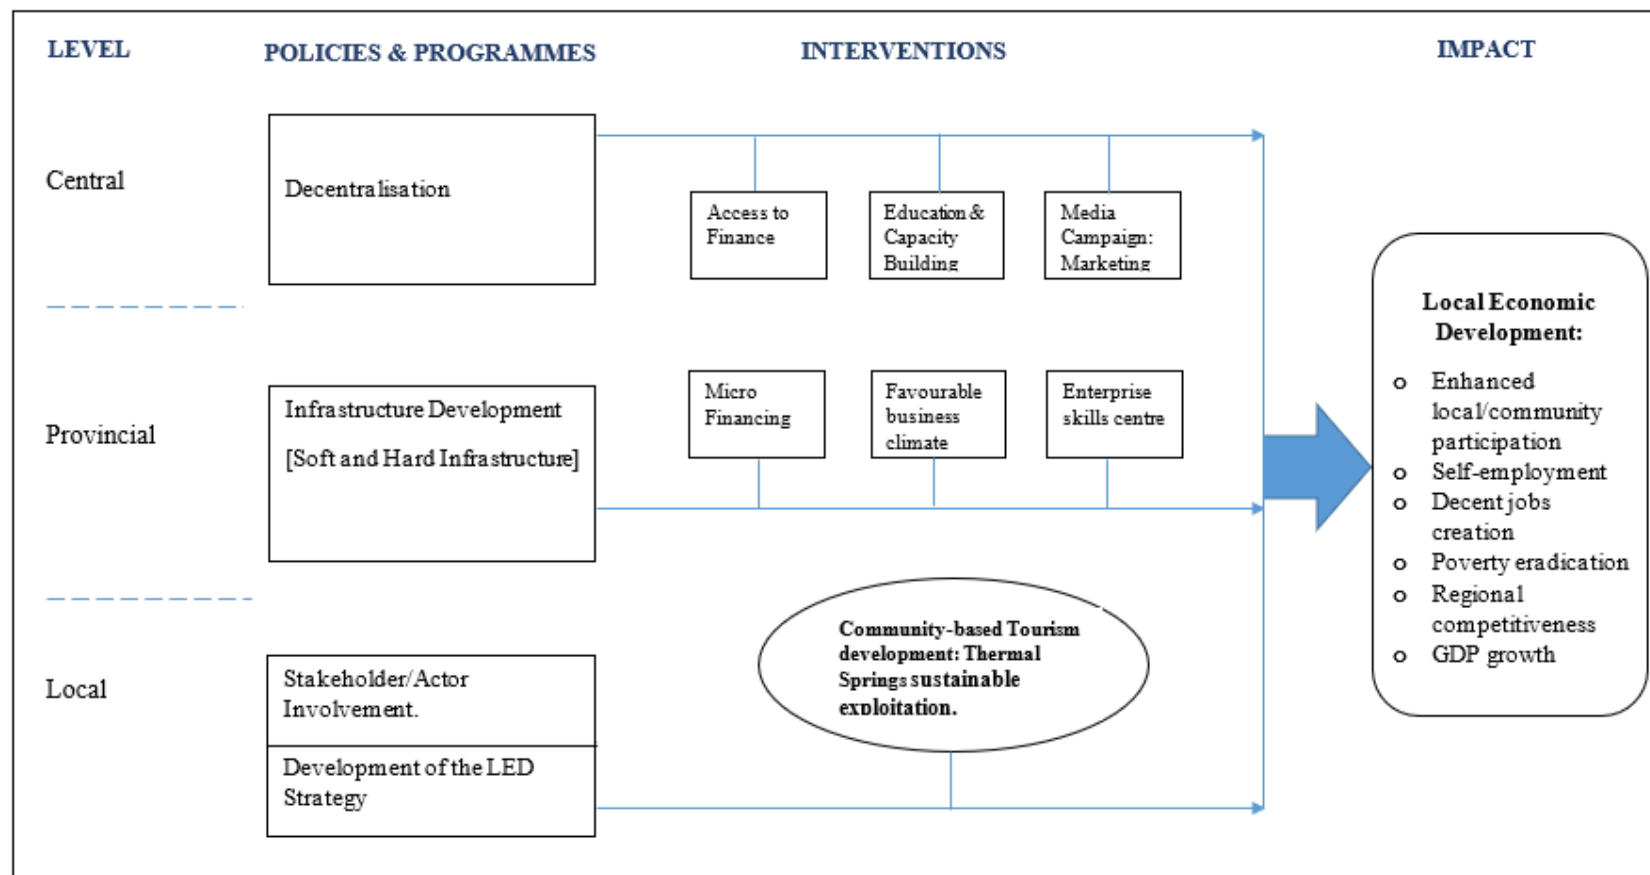 LEVEL
POLICIES & PROGRAMMES
INTERVENTIONS
IMPACT
Central
Decentralisation
Access to
Finance
Education &
Capacity
Building
Media
Campaign:
Marketing
Provincial
Infrastructure Development
[Soft and Hard Infrastructure]
Micro
Financing
Favourable
business
climate
Enterprise
skills centre
Local
Stakeholder/Actor
Involvement.
Development of the LED
Strategy
Community-based Tourism
development: Thermal
Springs sustainable
exploitation.
Local Economic
Development:
o Enhanced
local/community
participation
o Self-employment
o Decent jobs
creation
o Poverty eradication
o Regional
competitiveness
o GDP growth